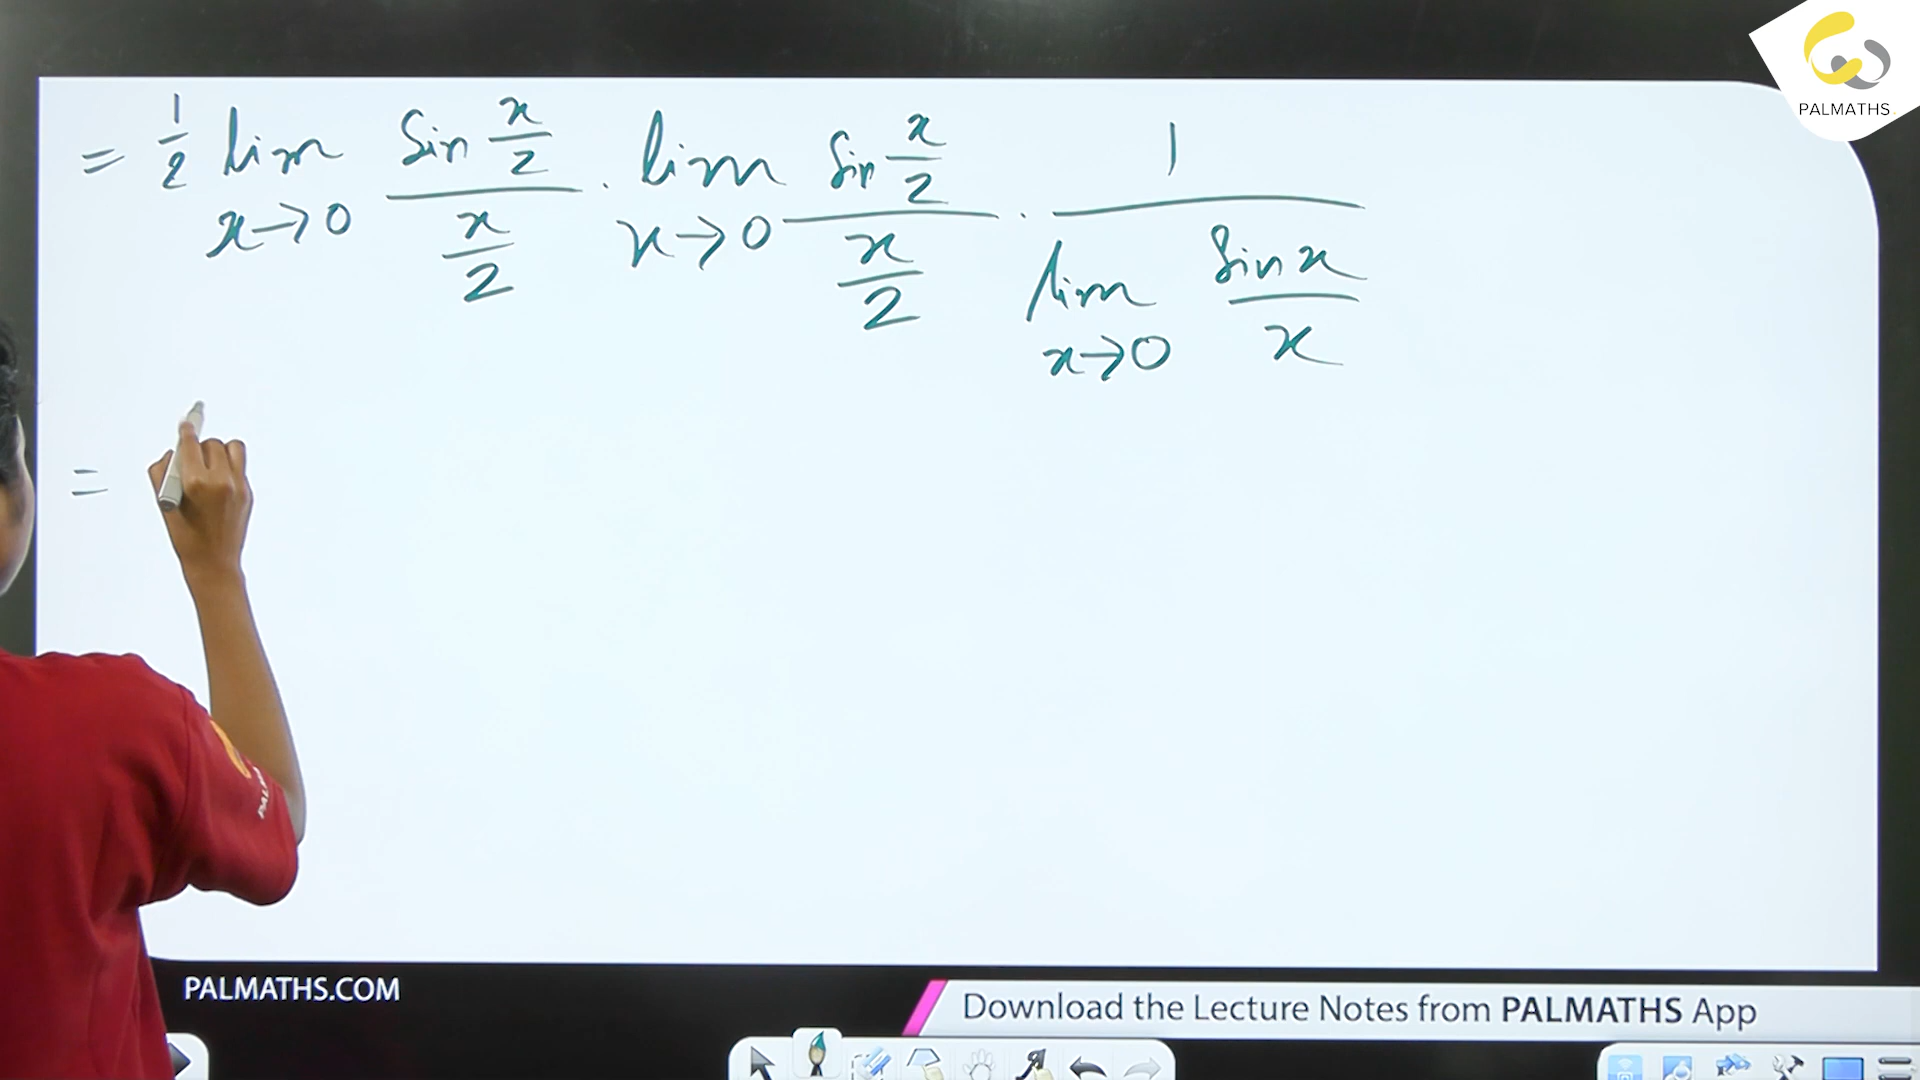 = 1/2 lim x→0 (sin x/2)/(x/2) . lim x→0 (sin x/2)/(x/2) . 1/(lim x→0 (sin x)/x)
=
PALMATHS
PALMATHS.COM
Download the Lecture Notes from PALMATHS App